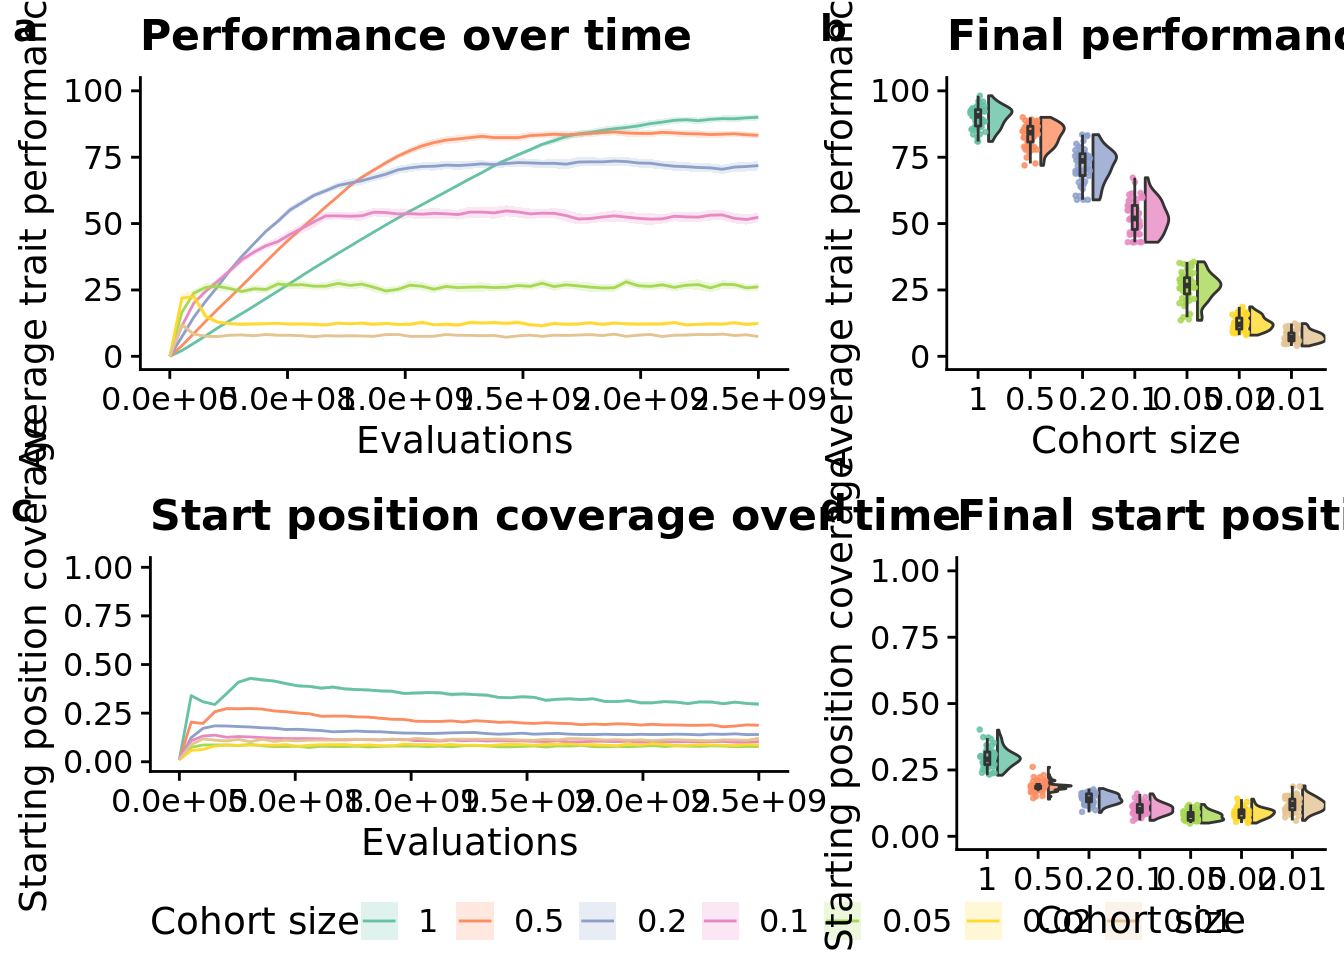 a
Performance over time
Average trait performanc
100
75
50
25
0
0.0e+00 5.0e+08 1.0e+09 1.5e+09 2.0e+09 2.5e+09
Evaluations
b
Final performanc
Average trait performanc
100
75
50
25
0
1 0.5 0.2 0.1 0.05 0.02 0.01
Cohort size
c
Start position coverage over time
Starting position coverage
1.00
0.75
0.50
0.25
0.00
0.0e+00 5.0e+08 1.0e+09 1.5e+09 2.0e+09 2.5e+09
Evaluations
d
Final start positi
Starting position coverage
1.00
0.75
0.50
0.25
0.00
1 0.5 0.2 0.1 0.05 0.02 0.01
Cohort size
Cohort size 1 0.5 0.2 0.1 0.05 0.02 0.01